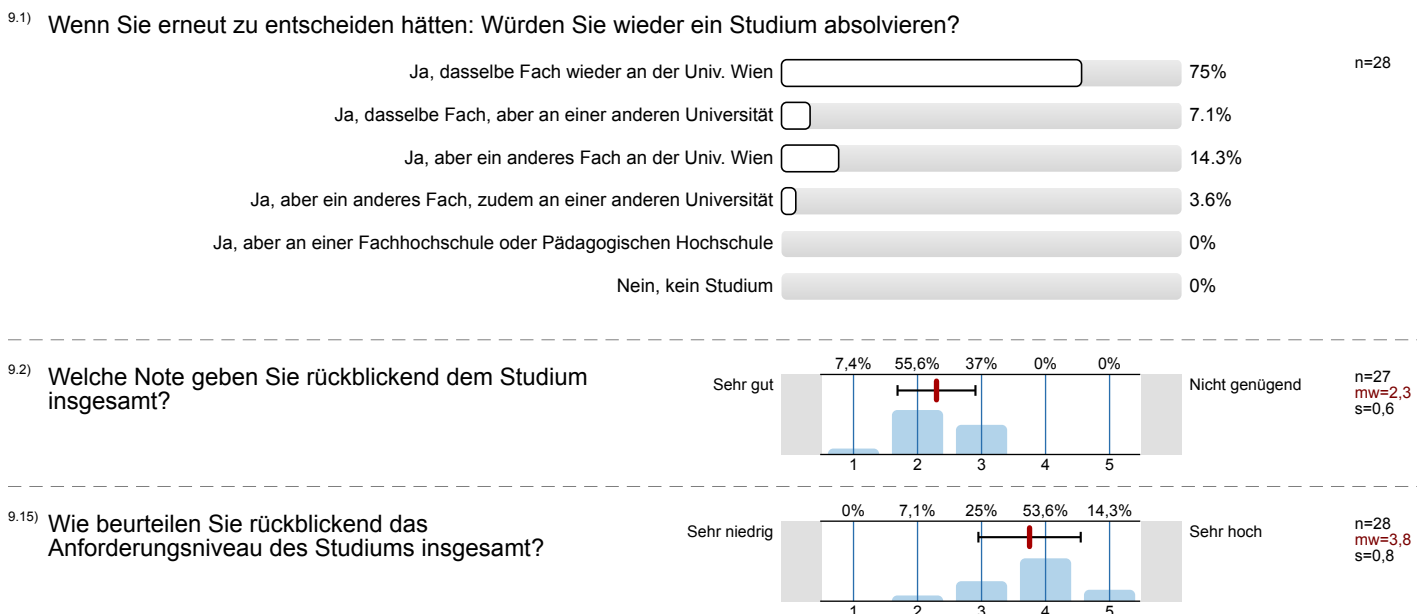 9.1) Wenn Sie erneut zu entscheiden hätten: Würden Sie wieder ein Studium absolvieren?
Ja, dasselbe Fach wieder an der Univ. Wien 75% n=28
Ja, dasselbe Fach, aber an einer anderen Universität 7.1%
Ja, aber ein anderes Fach an der Univ. Wien 14.3%
Ja, aber ein anderes Fach, zudem an einer anderen Universität 3.6%
Ja, aber an einer Fachhochschule oder Pädagogischen Hochschule 0%
Nein, kein Studium 0%
9.2) Welche Note geben Sie rückblickend dem Studium
insgesamt?
7,4% 55,6% 37% 0% 0%
Sehr gut Nicht genügend
n=27
mw=2,3
s=0,6
1 2 3 4 5
9.15) Wie beurteilen Sie rückblickend das
Anforderungsniveau des Studiums insgesamt?
0% 7,1% 25% 53,6% 14,3%
Sehr niedrig Sehr hoch
n=28
mw=3,8
s=0,8
1 2 3 4 5